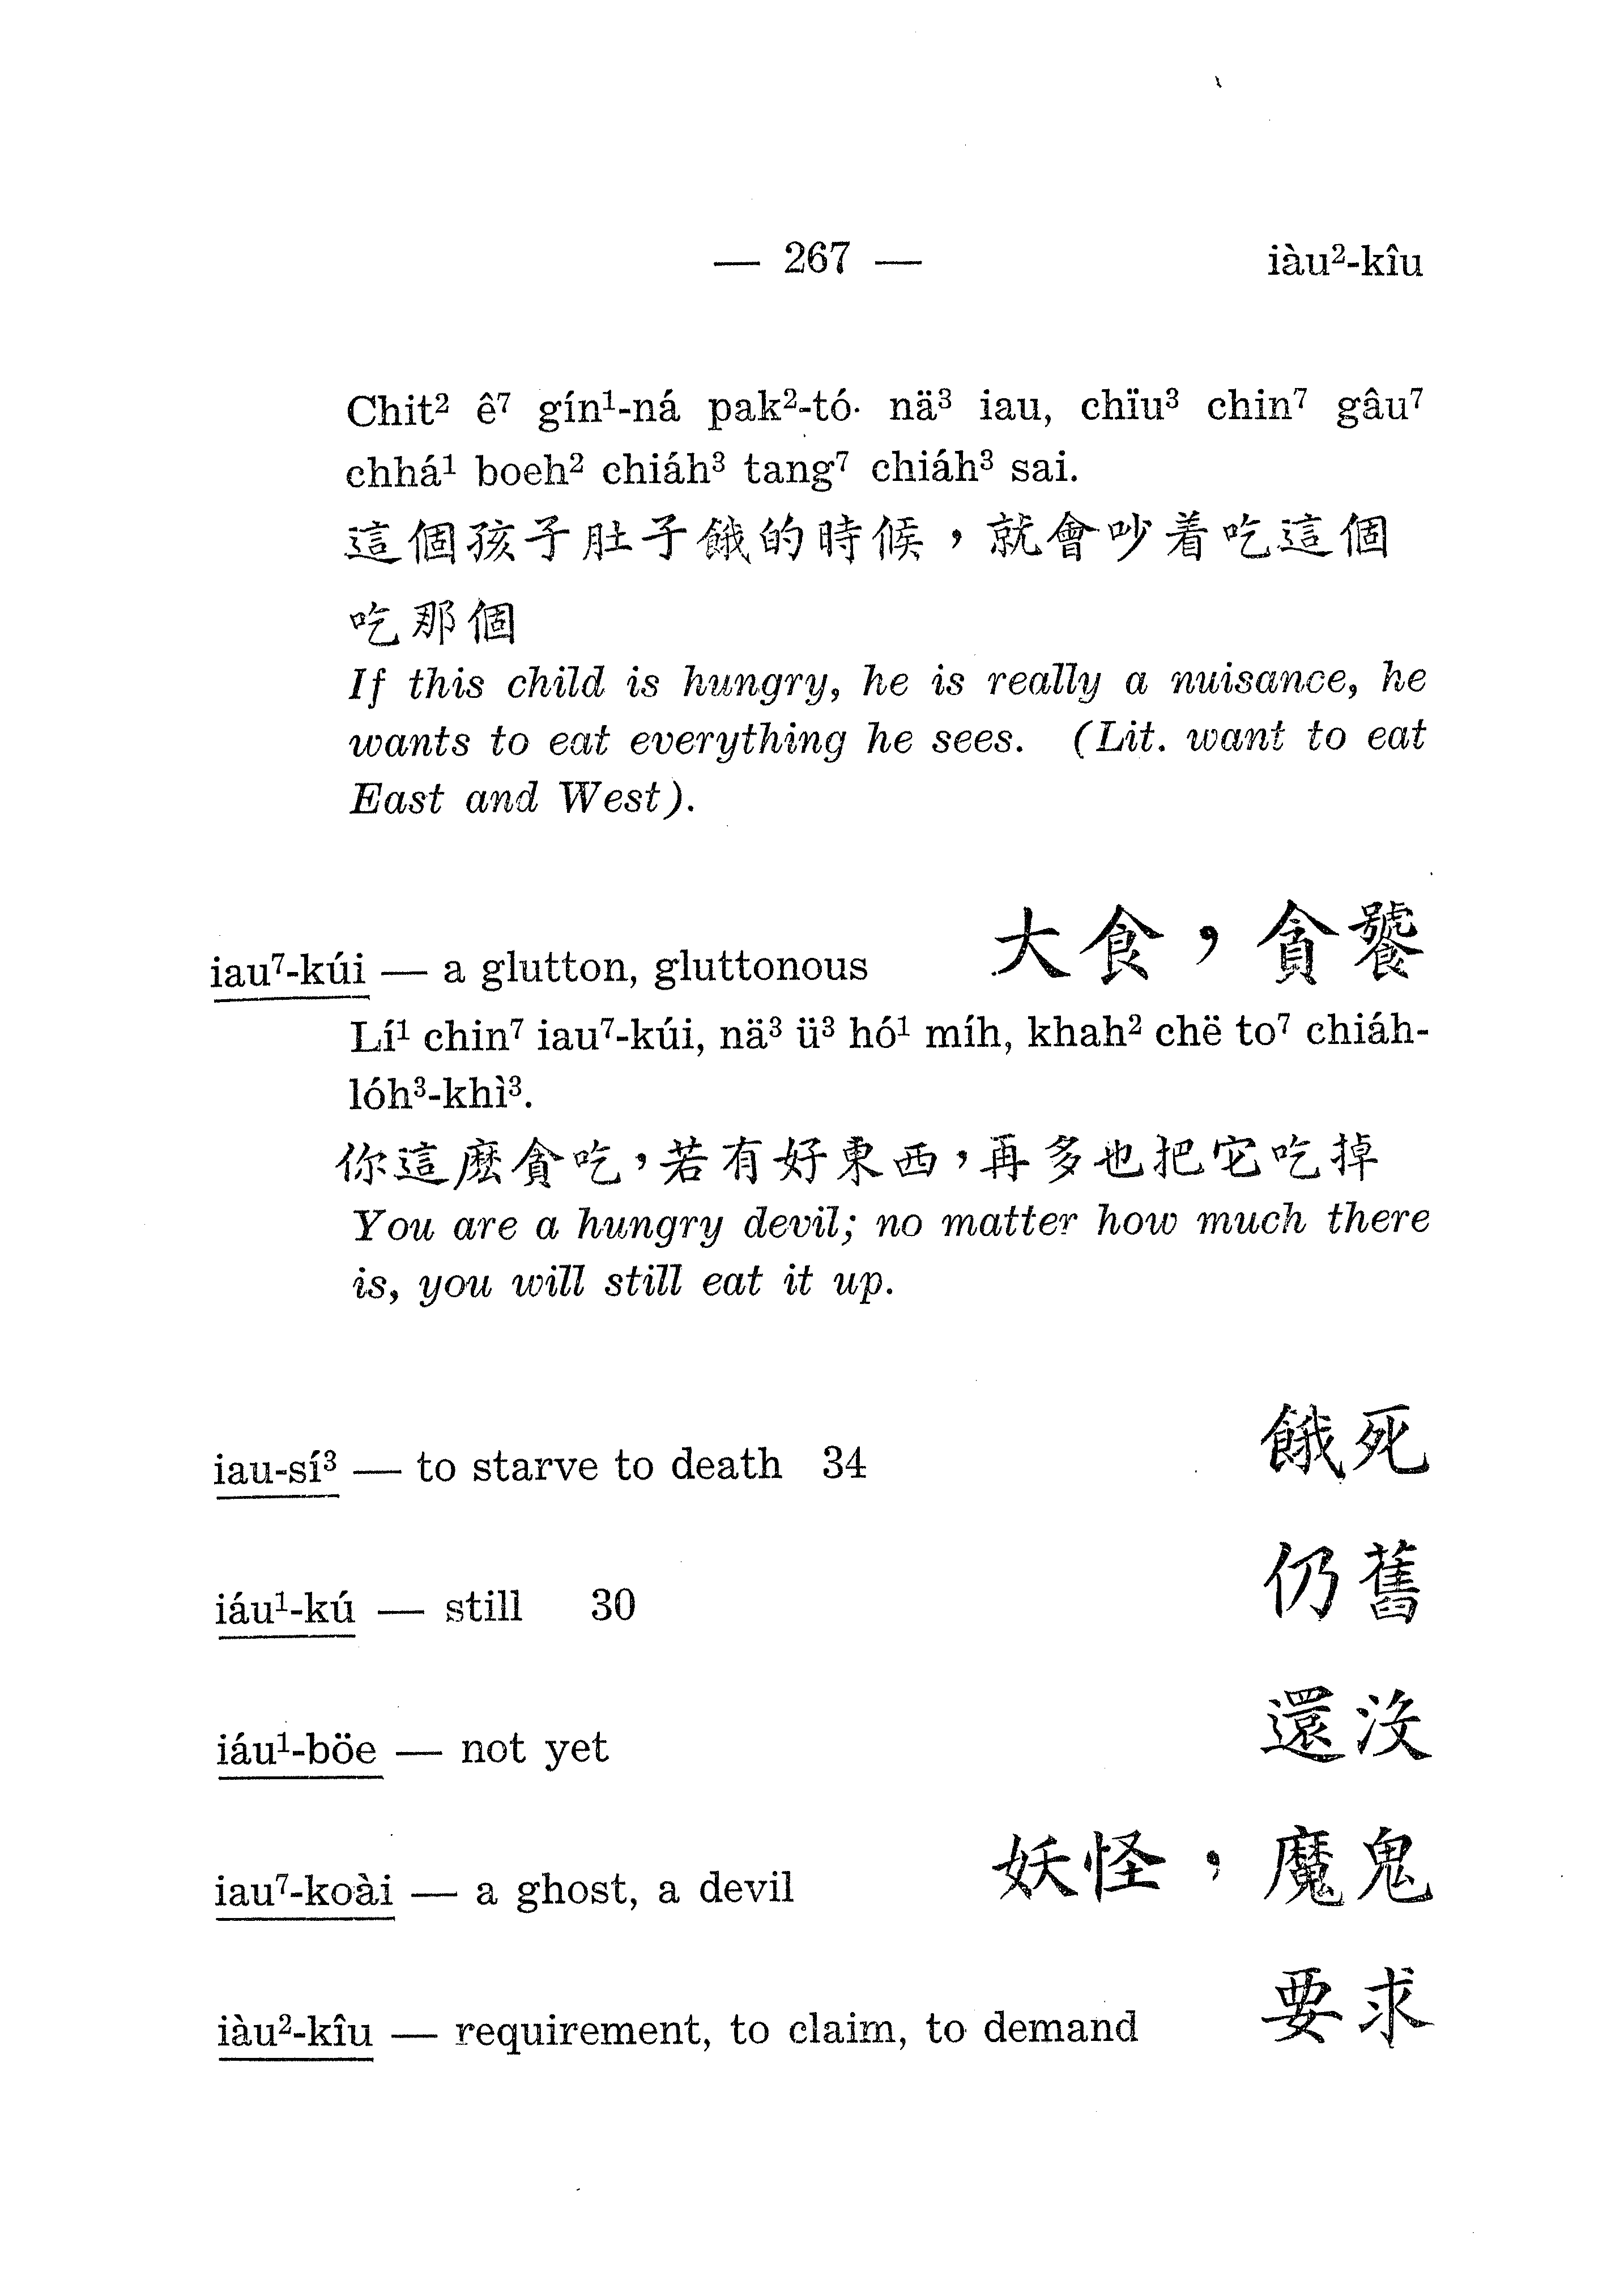 — 267 — iàu²-kîu
Chit² ê⁷ gín¹-ná pak²-tó· nä³ iau, chïu³ chin⁷ gâu⁷
chhá¹ boeh² chiáh³ tang⁷ chiáh³ sai.
這個孩子肚子餓的時候，就會吵着吃這個
吃那個
If this child is hungry, he is really a nuisance, he
wants to eat everything he sees. (Lit. want to eat
East and West).
iau⁷-kúi — a glutton, gluttonous 大食，貪饕
Lí¹ chin⁷ iau⁷-kúi, nä³ ü³ hó¹ míh, khah² chë to⁷ chiáh-
lóh³-khì³.
你這麼貪吃，若有好東西，再多也把它吃掉
You are a hungry devil; no matter how much there
is, you will still eat it up.
iau-sí³ — to starve to death 34 餓死
iáu¹-kú — still 30 仍舊
iáu¹-böe — not yet 還沒
iau⁷-koài — a ghost, a devil 妖怪，魔鬼
iàu²-kîu — requirement, to claim, to demand 要求